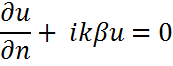 ∂u/∂n + ikβu = 0